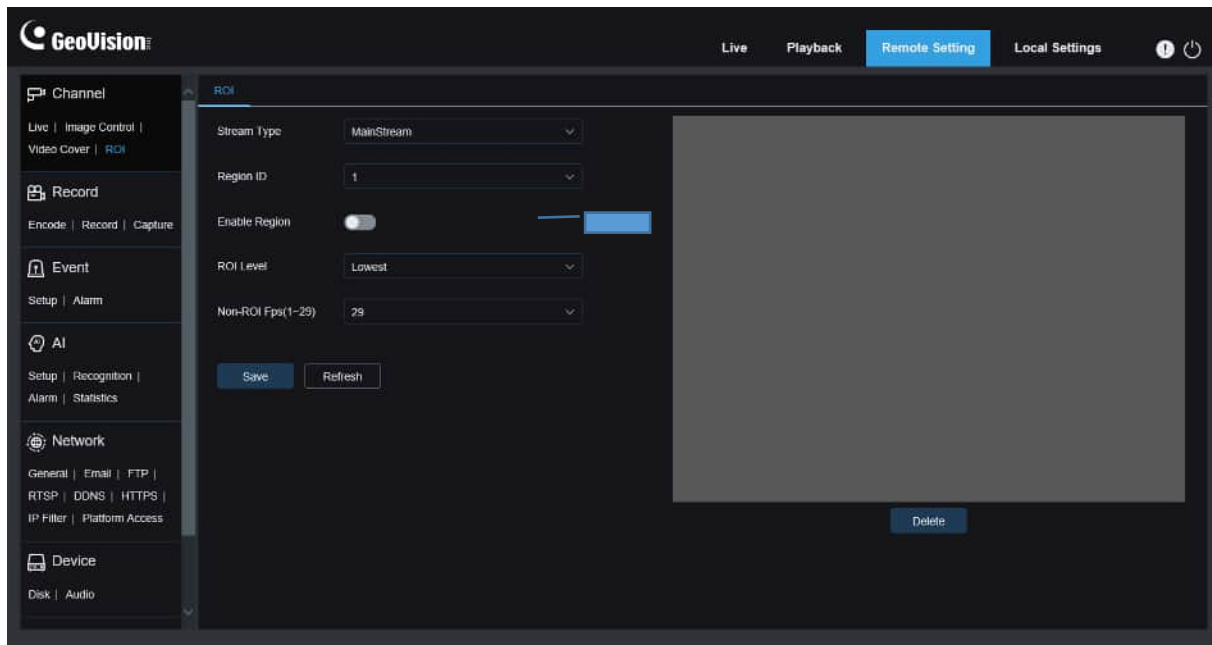 GeoVision
Live Playback Remote Setting Local Settings
Channel
Live | Image Control |
Video Cover | ROI
Record
Encode | Record | Capture
Event
Setup | Alarm
AI
Setup | Recognition |
Alarm | Statistics
Network
General | Email | FTP |
RTSP | DDNS | HTTPS |
IP Filter | Platform Access
Device
Disk | Audio
ROI
Stream Type MainStream
Region ID 1
Enable Region
ROI Level Lowest
Non-ROI Fps(1~29) 29
Save Refresh
Delete